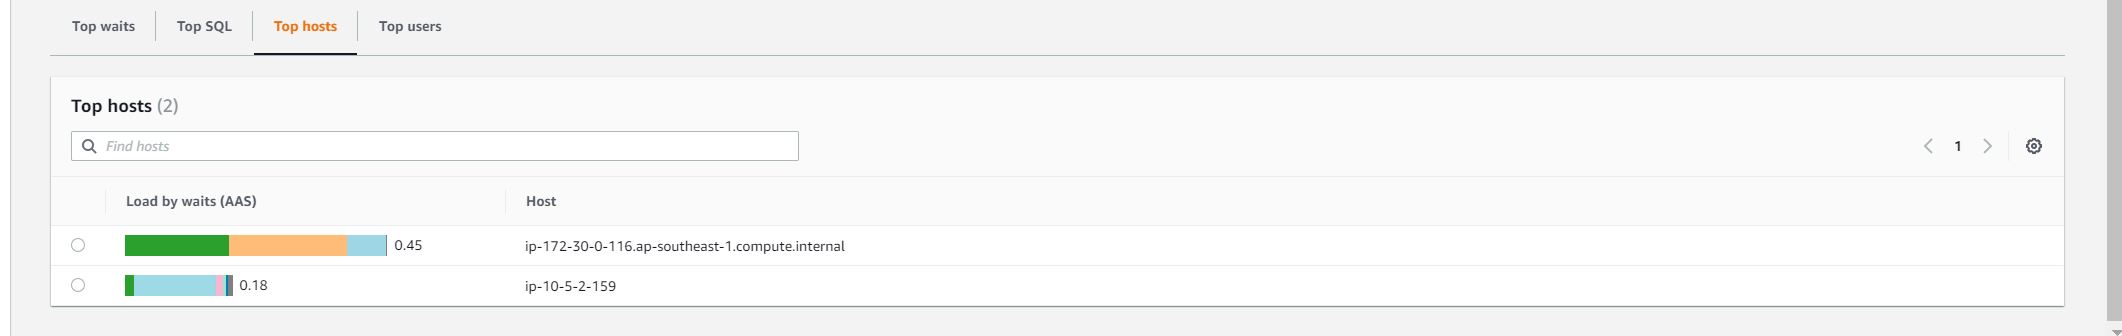 Top waits Top SQL Top hosts Top users
Top hosts (2)
Find hosts
1
Load by waits (AAS) Host
0.45 ip-172-30-0-116.ap-southeast-1.compute.internal
0.18 ip-10-5-2-159